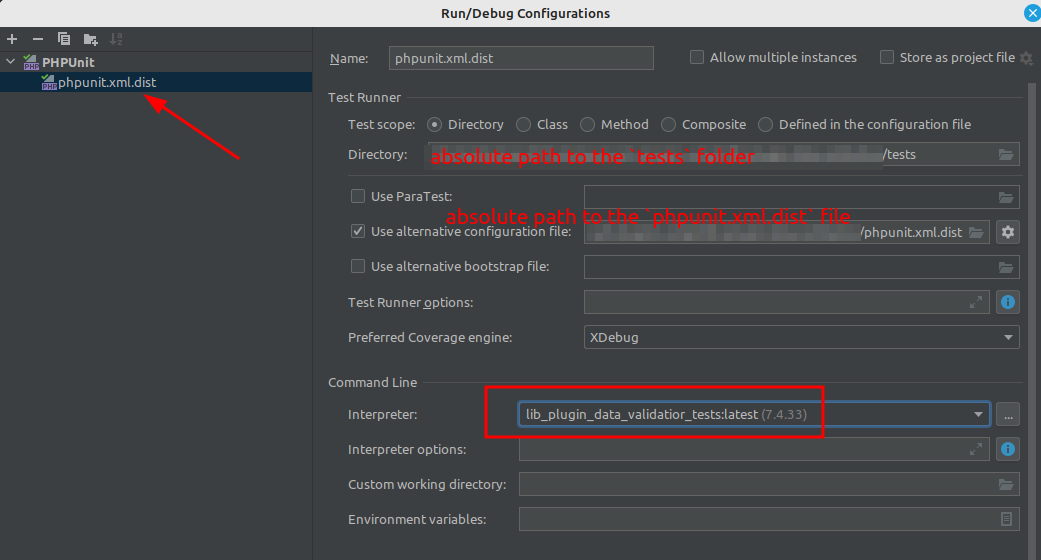 Run/Debug Configurations
PHPUnit
phpunit.xml.dist
Name: phpunit.xml.dist Allow multiple instances Store as project file
Test Runner
Test scope: Directory Class Method Composite Defined in the configuration file
Directory: absolute path to the `tests` folder /tests
Use ParaTest:
absolute path to the `phpunit.xml.dist` file
Use alternative configuration file: /phpunit.xml.dist
Use alternative bootstrap file:
Test Runner options:
Preferred Coverage engine: XDebug
Command Line
Interpreter: lib_plugin_data_validatior_tests:latest (7.4.33) ...
Interpreter options:
Custom working directory:
Environment variables: